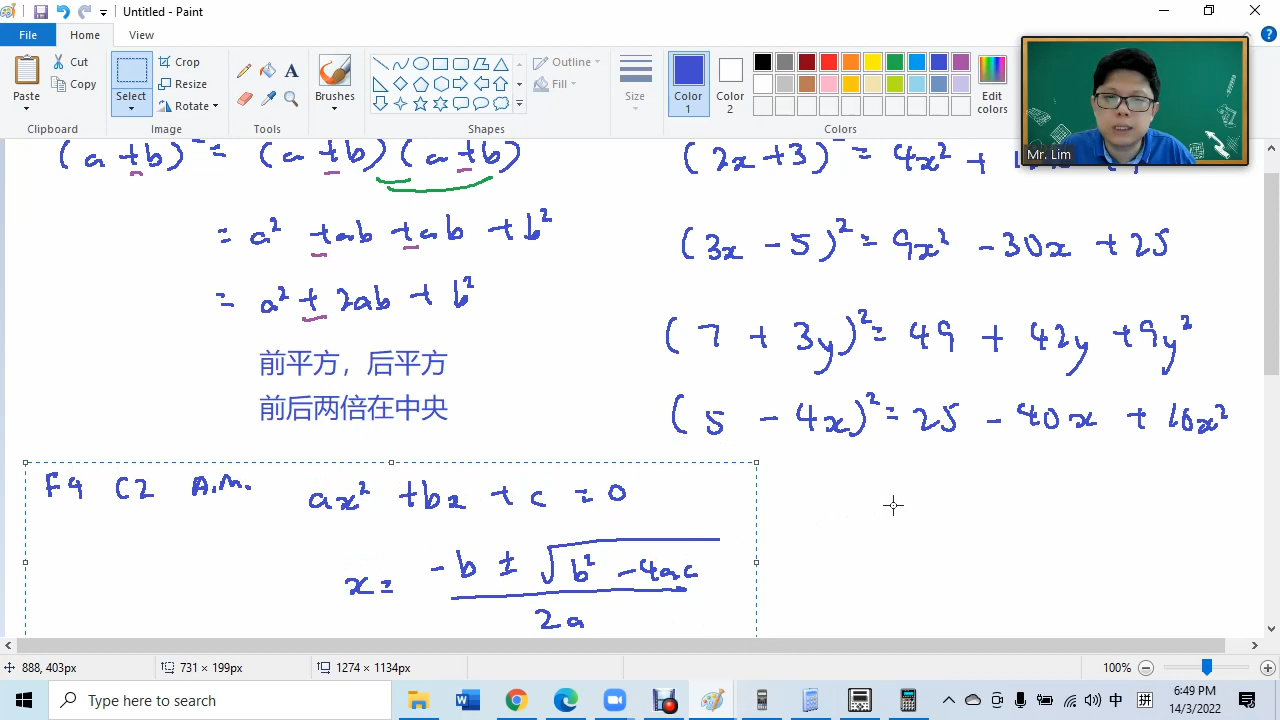 Untitled - Paint
File Home View
Paste
Cut
Copy
Clipboard
Select
Crop
Resize
Rotate
Image
Tools
Brushes
Outline
Fill
Shapes
Size
Color 1
Color 2
Edit colors
Colors
Mr. Lim
(a+b)² = (a+b)(a+b)
= a² +ab +ab +b²
= a² + 2ab + b²
前平方，后平方
前后两倍在中央
(2x+3)² = 4x² +
(3x - 5)² = 9x² - 30x + 25
(7 + 3y)² = 49 + 42y + 9y²
(5 - 4x)² = 25 - 40x + 16x²
F4 C2 A.M.
ax² + bx + c = 0
x = -b ± √b² - 4ac
2a
888, 403px
731 × 199px
1274 × 1134px
100%
Type here to search
中
拼
6:49 PM
14/3/2022